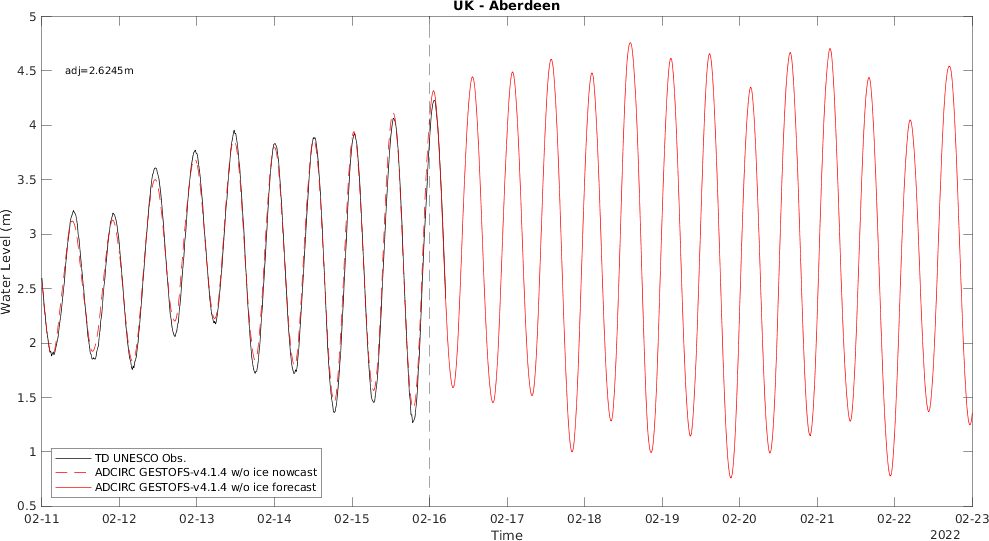 UK - Aberdeen
adj=2.6245m
Water Level (m)
5
4.5
4
3.5
3
2.5
2
1.5
1
0.5
TD UNESCO Obs.
ADCIRC GESTOFS-v4.1.4 w/o ice nowcast
ADCIRC GESTOFS-v4.1.4 w/o ice forecast
02-11 02-12 02-13 02-14 02-15 02-16 02-17 02-18 02-19 02-20 02-21 02-22 02-23
Time
2022